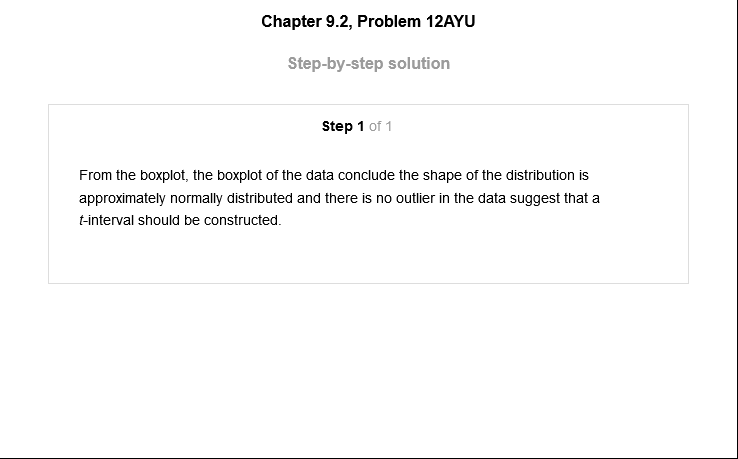 Chapter 9.2, Problem 12AYU
Step-by-step solution
Step 1 of 1
From the boxplot, the boxplot of the data conclude the shape of the distribution is
approximately normally distributed and there is no outlier in the data suggest that a
t-interval should be constructed.